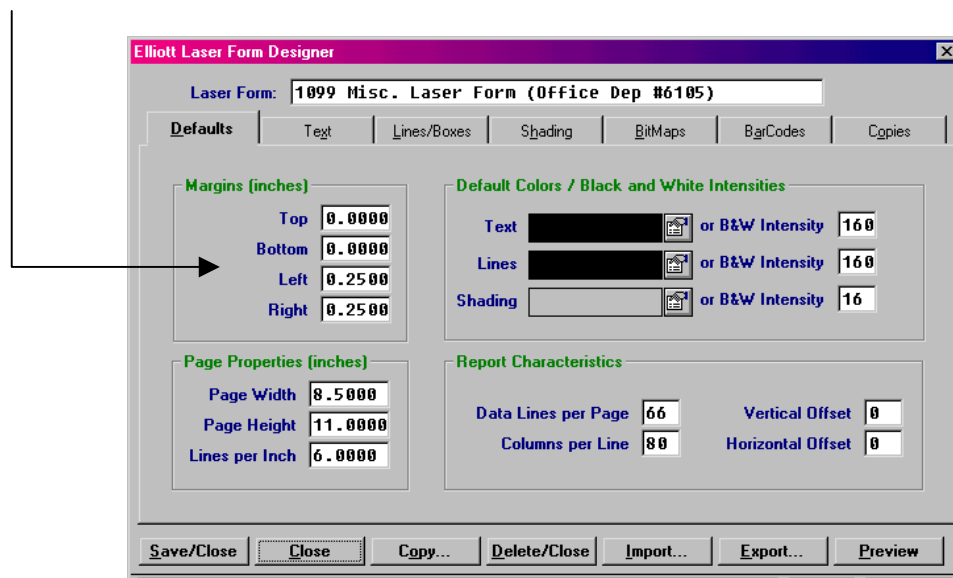 Elliott Laser Form Designer
Laser Form: 1099 Misc. Laser Form (Office Dep #6105)
Defaults Text Lines/Boxes Shading BitMaps BarCodes Copies
Margins (inches)
Top 0.0000
Bottom 0.0000
Left 0.2500
Right 0.2500
Default Colors / Black and White Intensities
Text or B&W Intensity 160
Lines or B&W Intensity 160
Shading or B&W Intensity 16
Page Properties (inches)
Page Width 8.5000
Page Height 11.0000
Lines per Inch 6.0000
Report Characteristics
Data Lines per Page 66 Vertical Offset 0
Columns per Line 80 Horizontal Offset 0
Save/Close Close Copy... Delete/Close Import... Export... Preview